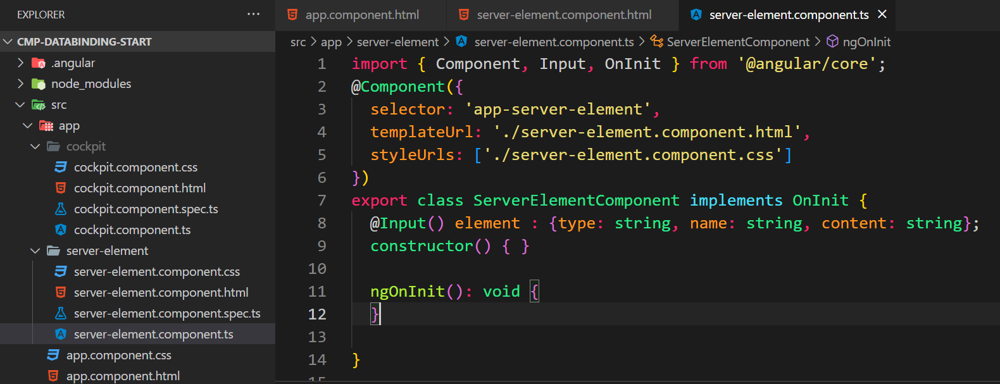 EXPLORER ···
CMP-DATABINDING-START
.angular
node_modules
src
app
cockpit
cockpit.component.css
cockpit.component.html
cockpit.component.spec.ts
cockpit.component.ts
server-element
server-element.component.css
server-element.component.html
server-element.component.spec.ts
server-element.component.ts
app.component.css
app.component.html
app.component.html server-element.component.html server-element.component.ts ×
src > app > server-element > server-element.component.ts > ServerElementComponent > ngOnInit
1 import { Component, Input, OnInit } from '@angular/core';
2 @Component({
3 selector: 'app-server-element',
4 templateUrl: './server-element.component.html',
5 styleUrls: ['./server-element.component.css']
6 })
7 export class ServerElementComponent implements OnInit {
8 @Input() element : {type: string, name: string, content: string};
9 constructor() { }
10
11 ngOnInit(): void {
12 }
13
14 }
15